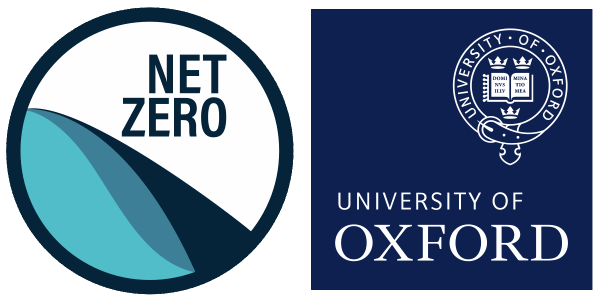 NET
ZERO
UNIVERSITY · OF · OXFORD
DOMI
NVS
ILLV
MINA
TIO
MEA
UNIVERSITY OF
OXFORD